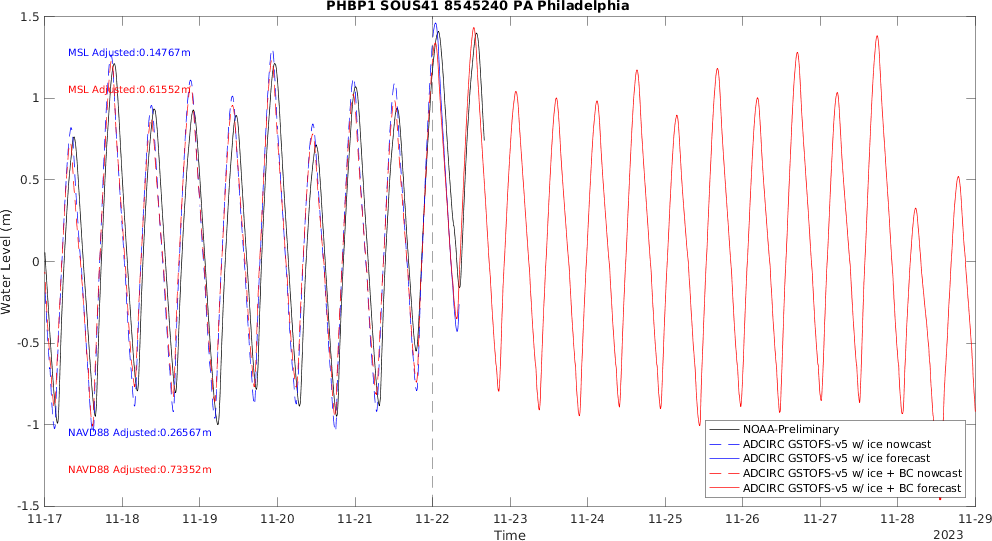 PHBP1 SOUS41 8545240 PA Philadelphia
1.5
1
0.5
0
-0.5
-1
-1.5
Water Level (m)
MSL Adjusted:0.14767m
MSL Adjusted:0.61552m
NAVD88 Adjusted:0.26567m
NAVD88 Adjusted:0.73352m
NOAA-Preliminary
ADCIRC GSTOFS-v5 w/ ice nowcast
ADCIRC GSTOFS-v5 w/ ice forecast
ADCIRC GSTOFS-v5 w/ ice + BC nowcast
ADCIRC GSTOFS-v5 w/ ice + BC forecast
11-17 11-18 11-19 11-20 11-21 11-22 11-23 11-24 11-25 11-26 11-27 11-28 11-29
Time
2023